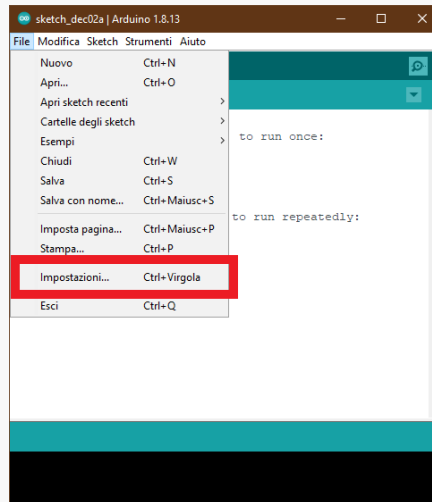 sketch_dec02a | Arduino 1.8.13
File Modifica Sketch Strumenti Aiuto
Nuovo Ctrl+N
Apri... Ctrl+O
Apri sketch recenti
Cartelle degli sketch
Esempi
to run once:
Chiudi Ctrl+W
Salva Ctrl+S
Salva con nome... Ctrl+Maiusc+S
to run repeatedly:
Imposta pagina... Ctrl+Maiusc+P
Stampa... Ctrl+P
Impostazioni... Ctrl+Virgola
Esci Ctrl+Q